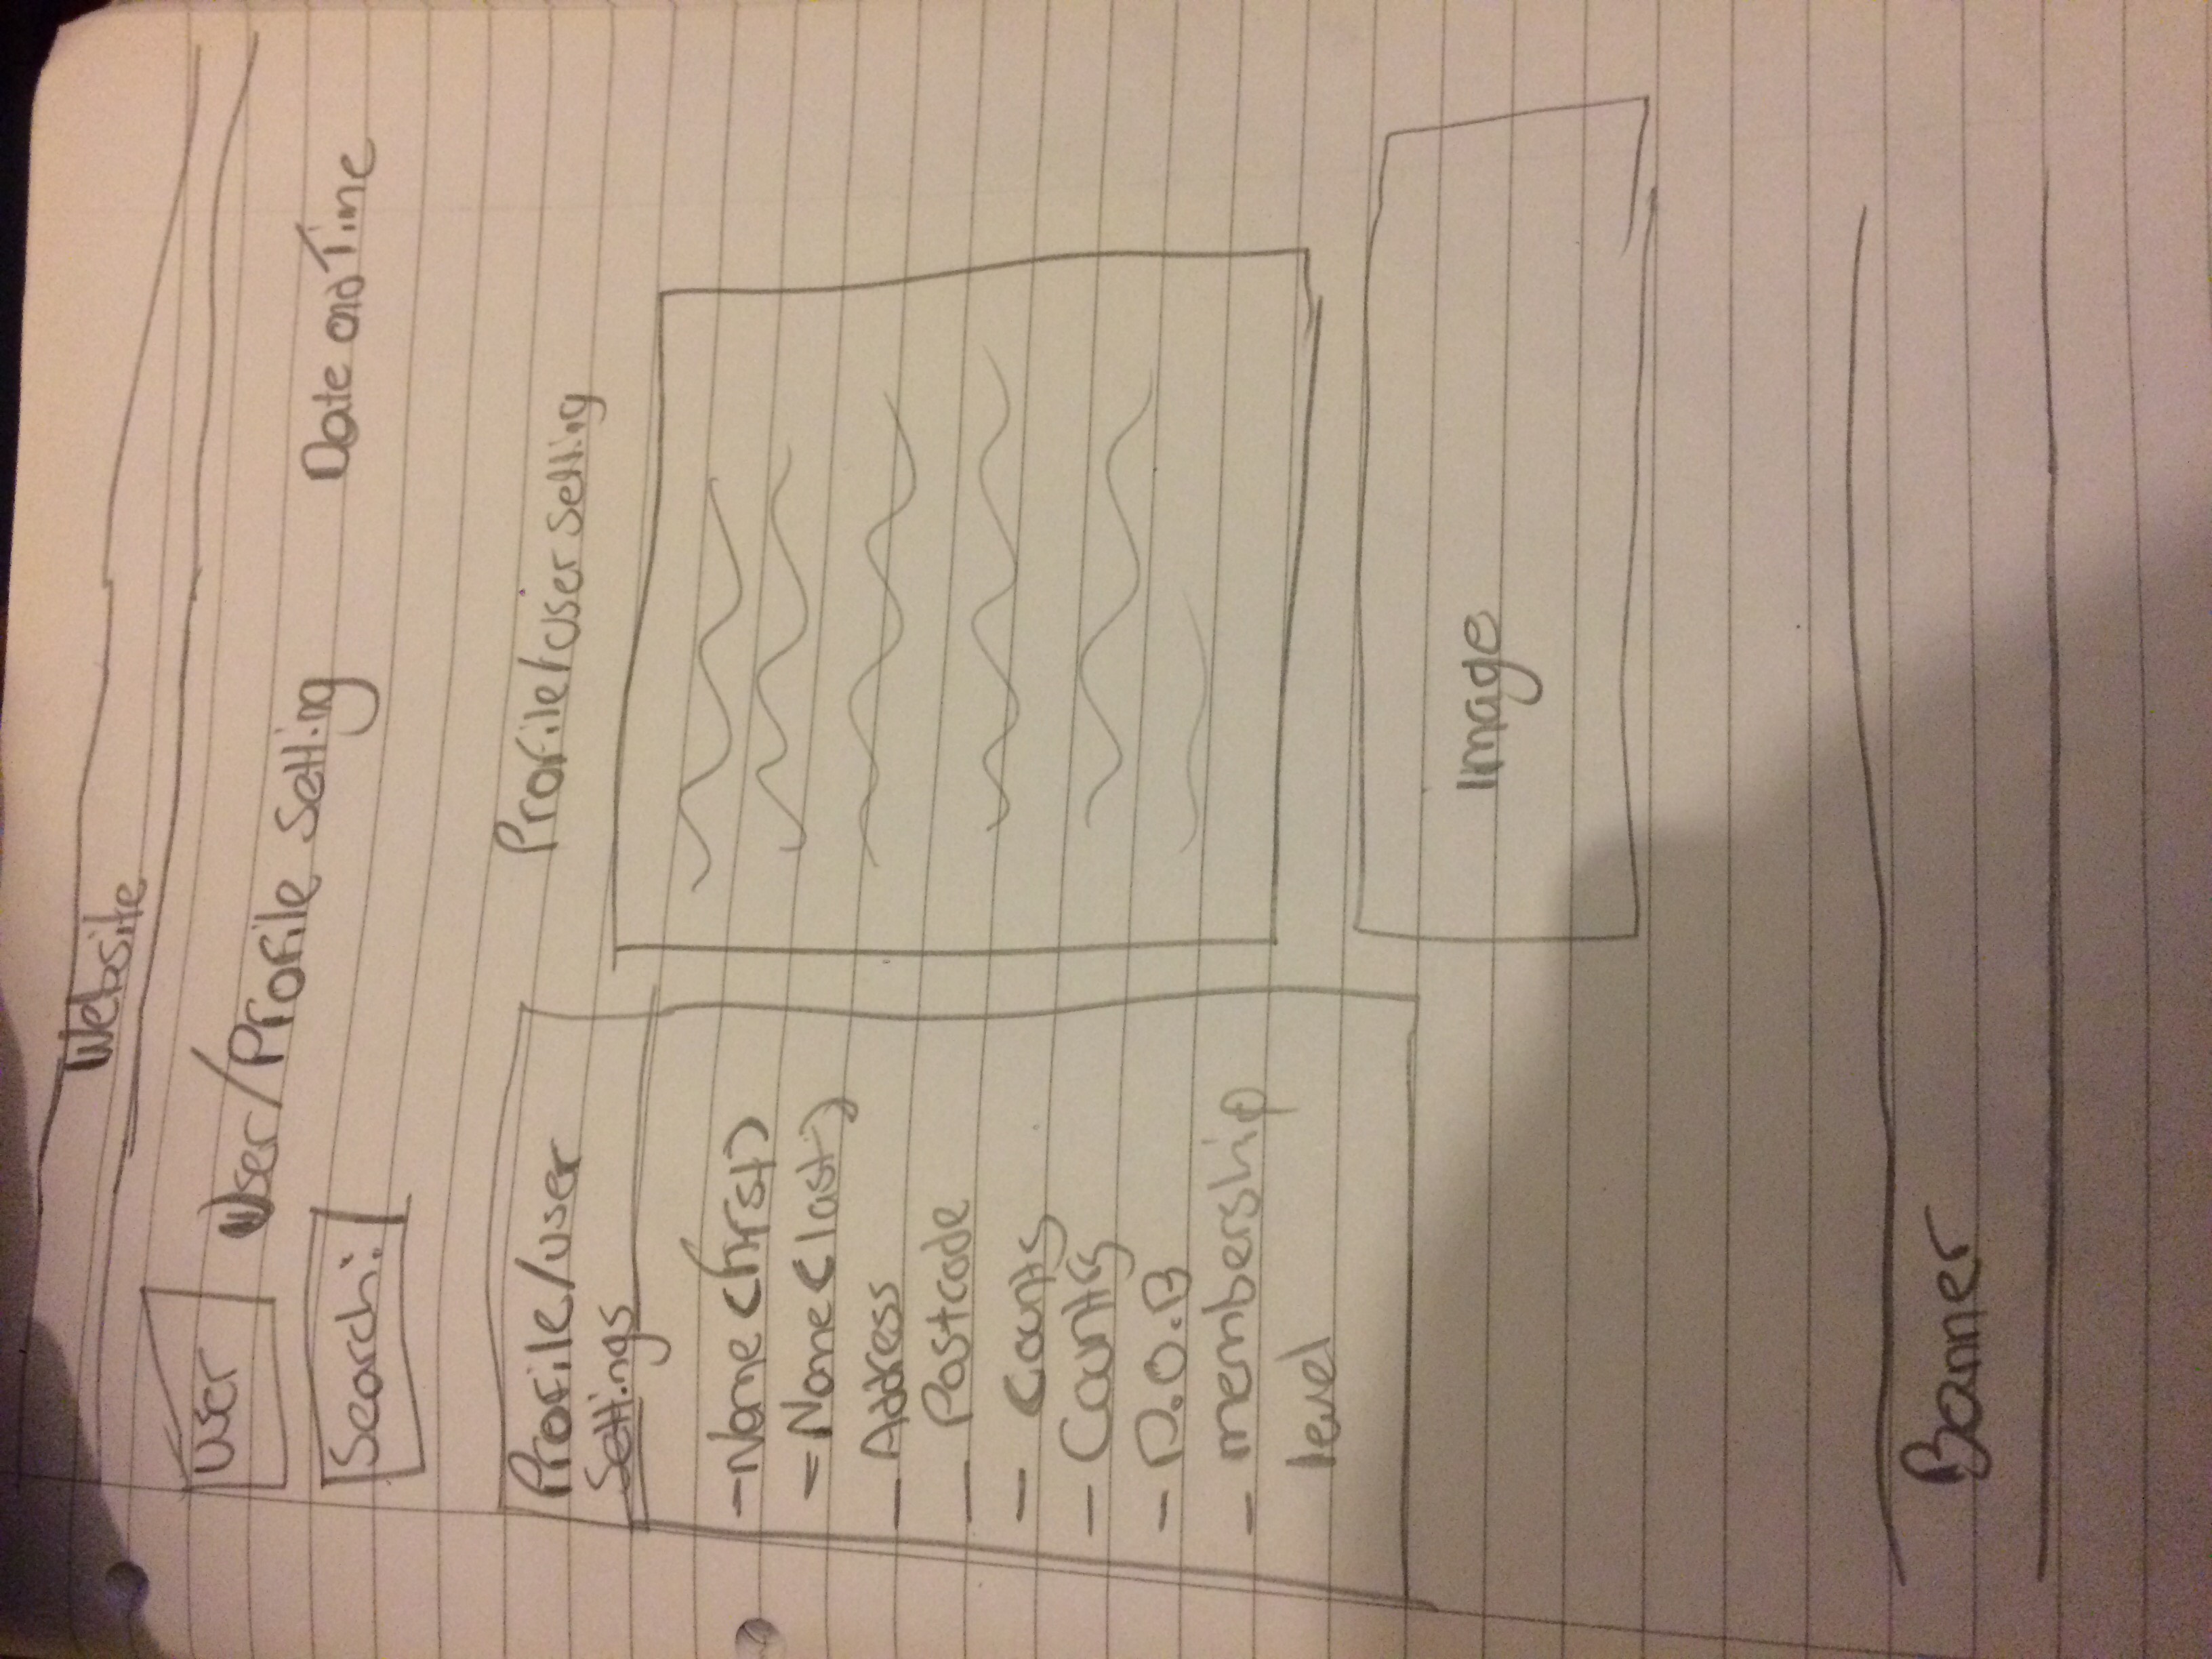 Website
User
User/Profile Setting
Date and Time
Search:
Profile/user
Settings
Profile/user setting
- Name (first)
- Name (last)
- Address
- Postcode
- County
- Country
- D.O.B
- membership
level
Image
Banner